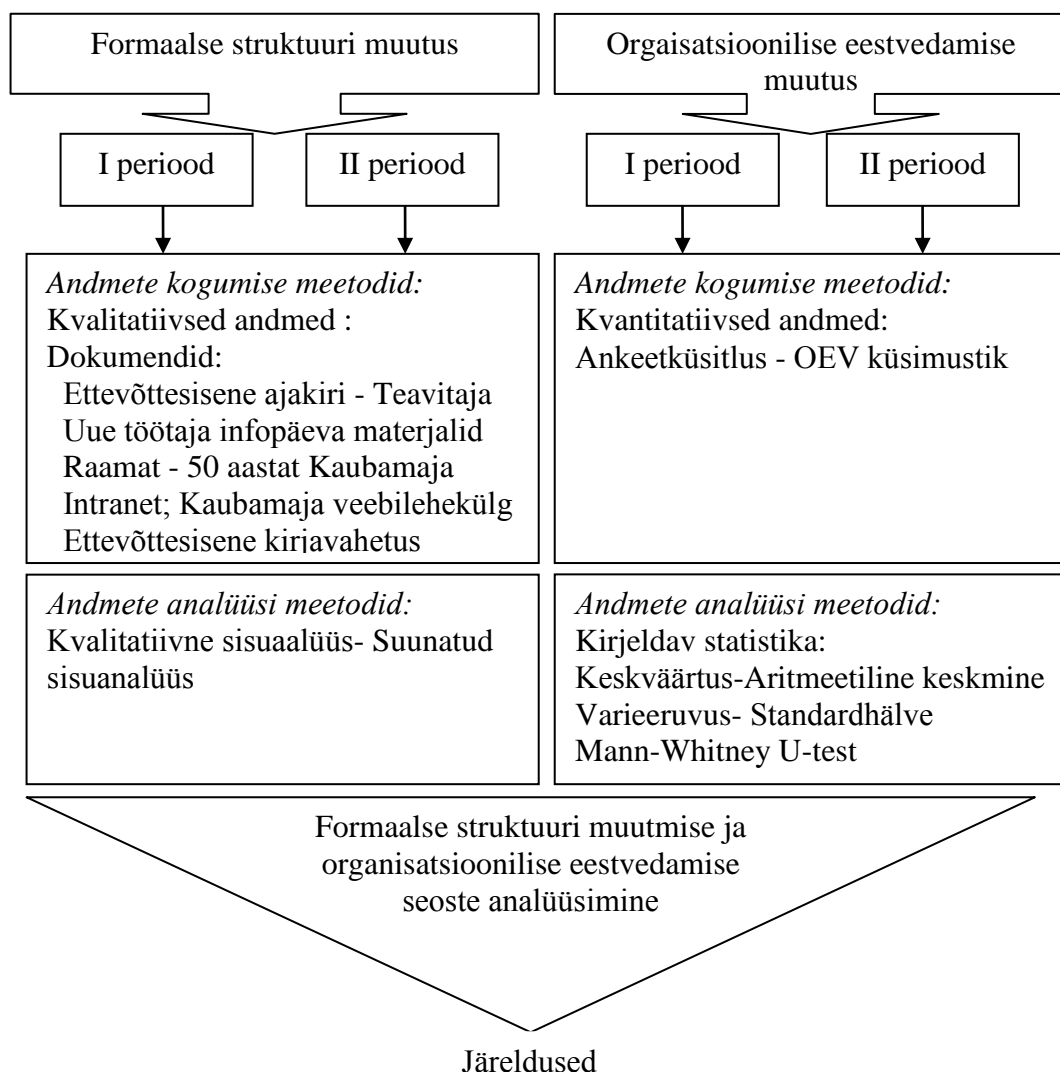 Formaalse struktuuri muutus
Orgaisatsioonilise eestvedamise
muutus
I periood
II periood
I periood
II periood
Andmete kogumise meetodid:
Kvalitatiivsed andmed :
Dokumendid:
Ettevõttesisene ajakiri - Teavitaja
Uue töötaja infopäeva materjalid
Raamat - 50 aastat Kaubamaja
Intranet; Kaubamaja veebilehekülg
Ettevõttesisene kirjavahetus
Andmete kogumise meetodid:
Kvantitatiivsed andmed:
Ankeetküsitlus - OEV küsimustik
Andmete analüüsi meetodid:
Kvalitatiivne sisuaalüüs- Suunatud
sisuanalüüs
Andmete analüüsi meetodid:
Kirjeldav statistika:
Keskväärtus-Aritmeetiline keskmine
Varieeruvus- Standardhälve
Mann-Whitney U-test
Formaalse struktuuri muutmise ja
organisatsioonilise eestvedamise
seoste analüüsimine
Järeldused